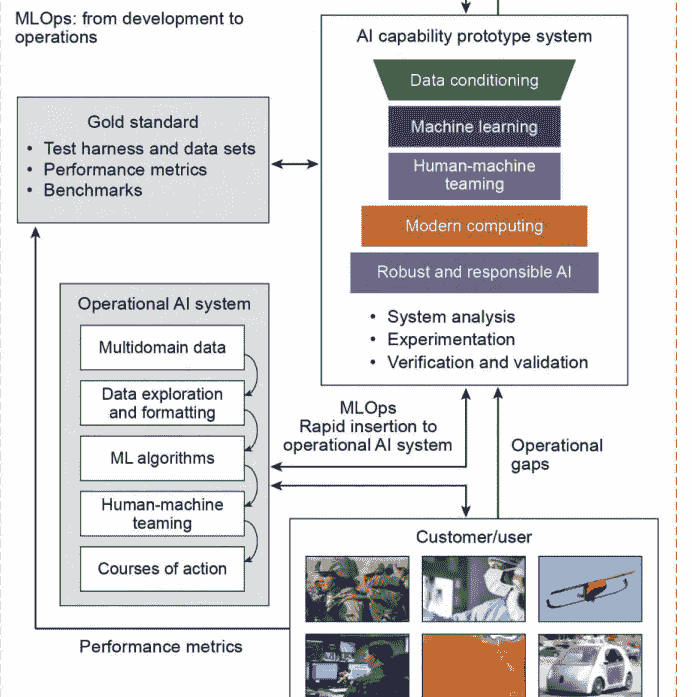 MLOps: from development to
operations
AI capability prototype system
Data conditioning
Machine learning
Human-machine
teaming
Modern computing
Robust and responsible AI
• System analysis
• Experimentation
• Verification and validation
Gold standard
• Test harness and data sets
• Performance metrics
• Benchmarks
Operational AI system
Multidomain data
Data exploration
and formatting
ML algorithms
Human-machine
teaming
Courses of action
MLOps
Rapid insertion to
operational AI system
Operational
gaps
Customer/user
Performance metrics